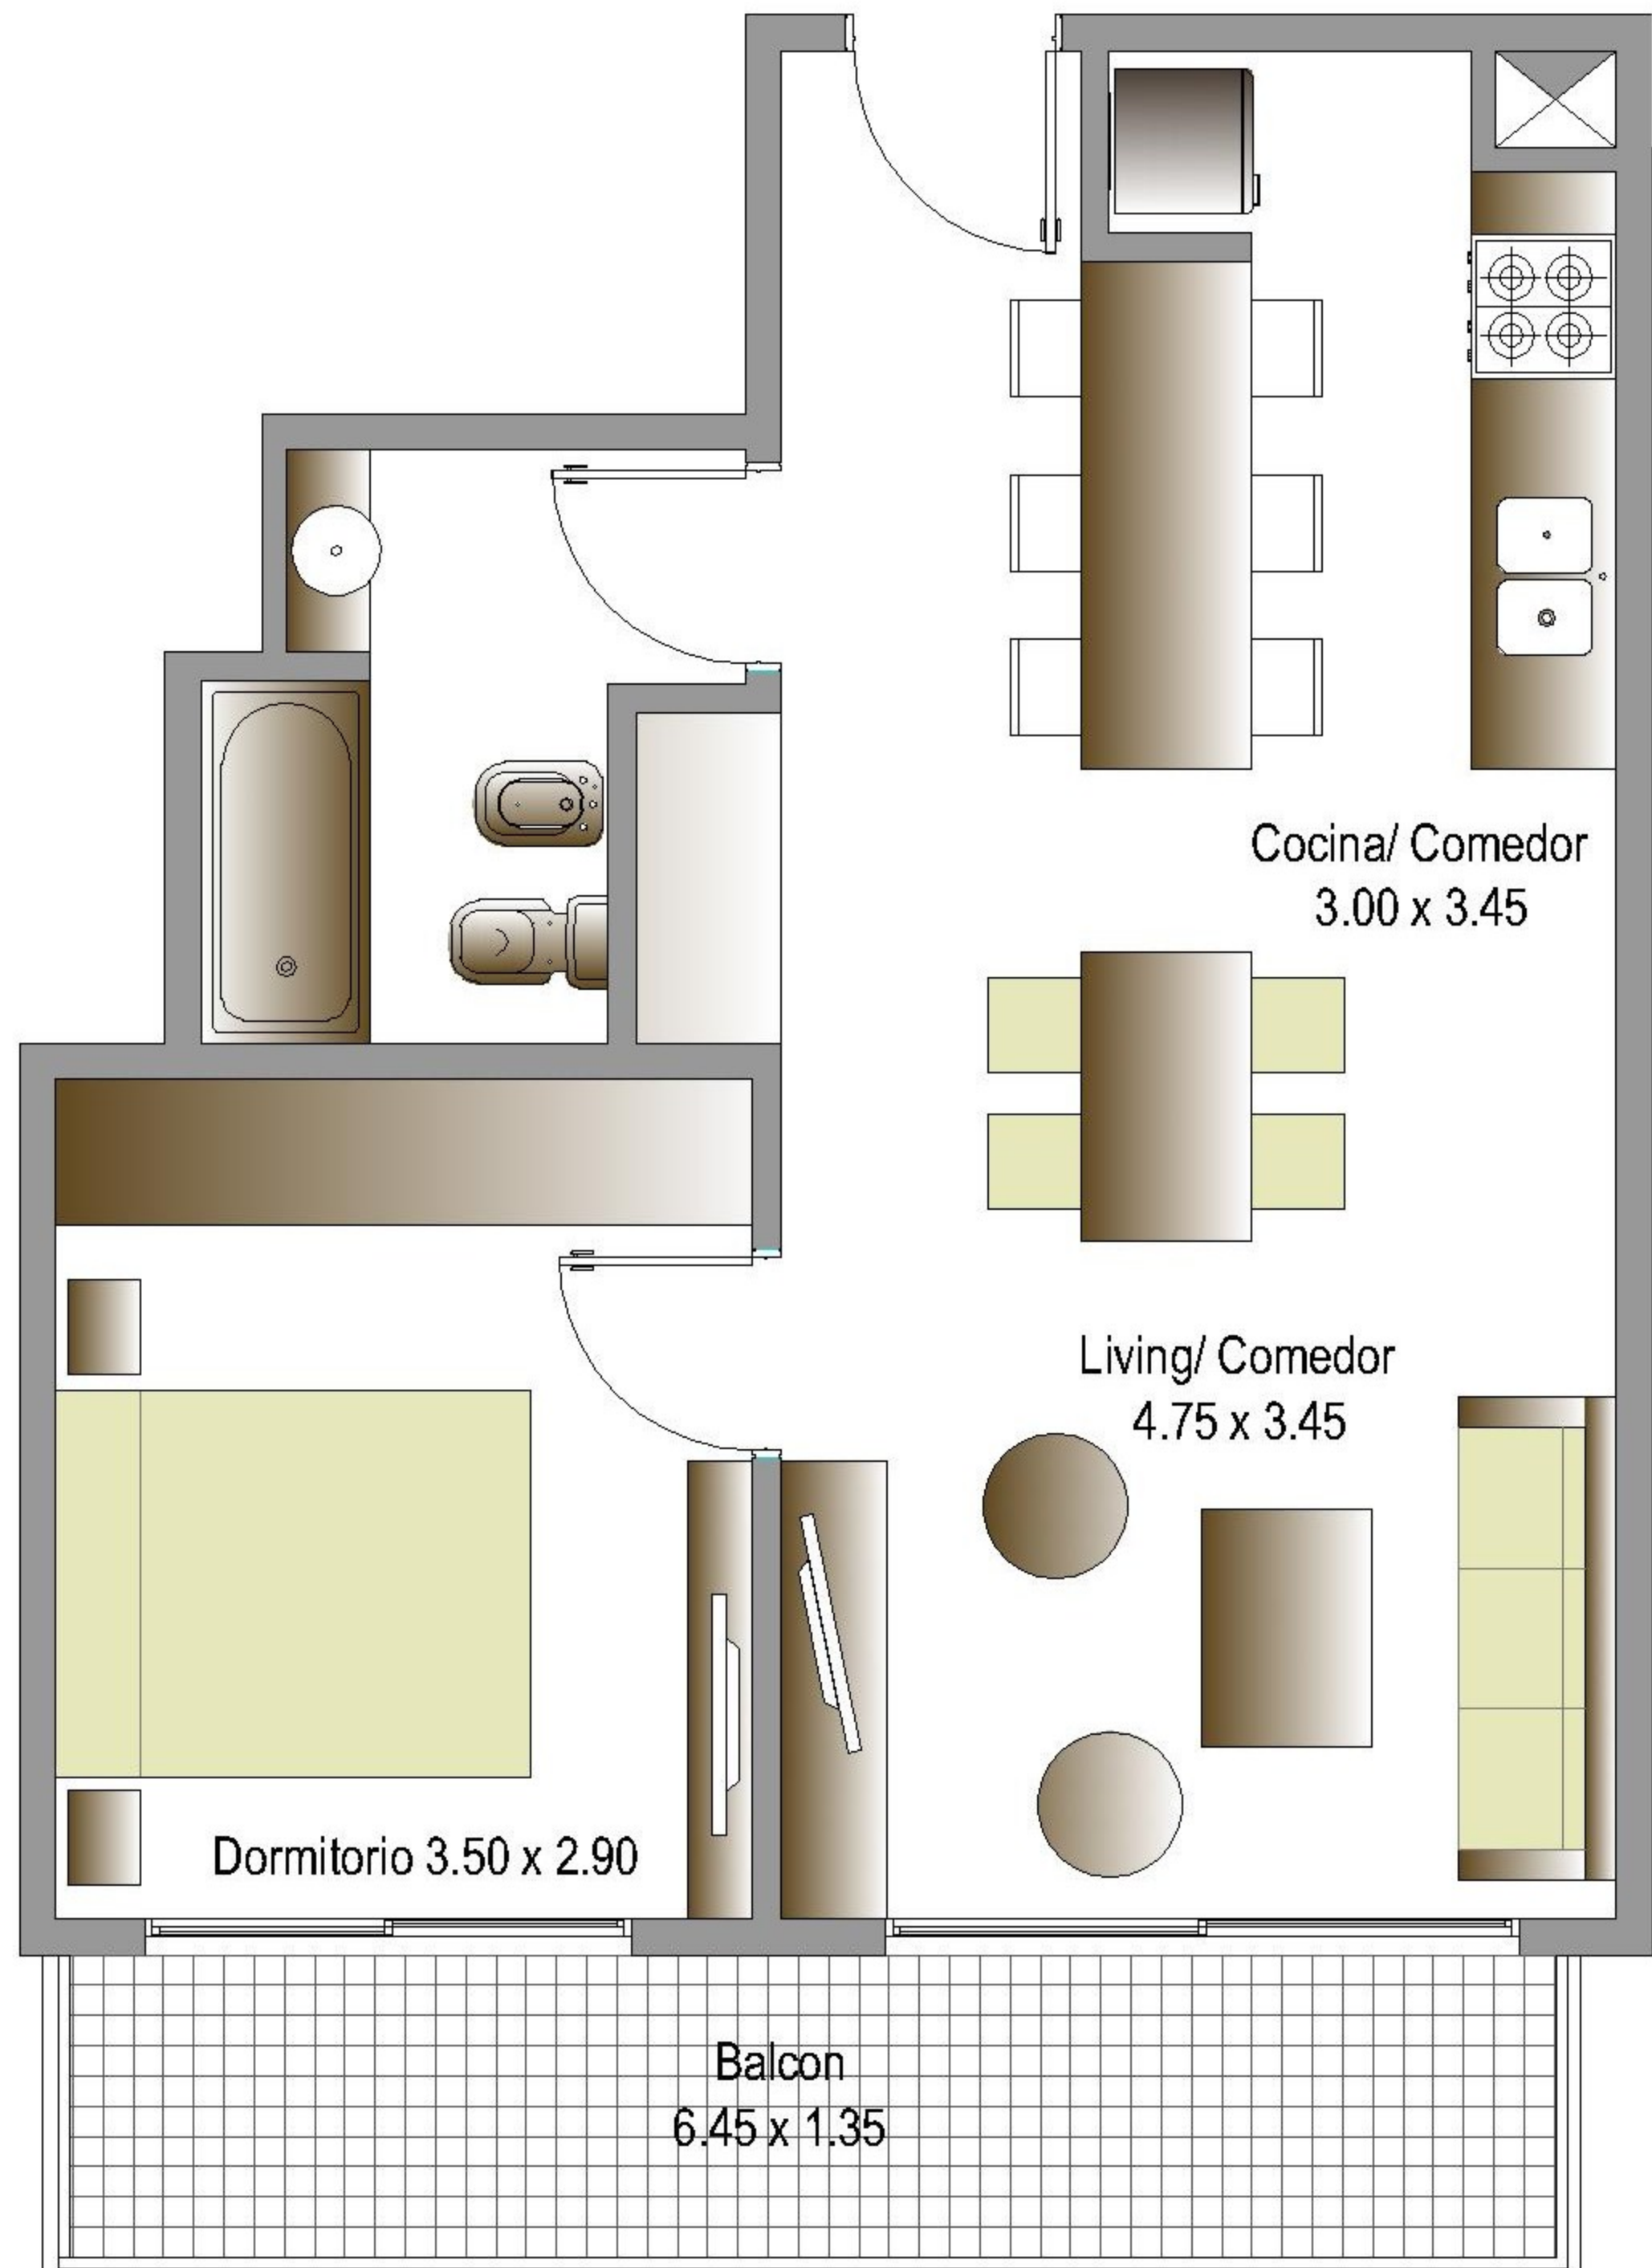 Cocina/ Comedor
3.00 x 3.45
Living/ Comedor
4.75 x 3.45
Dormitorio 3.50 x 2.90
Balcon
6.45 x 1.35